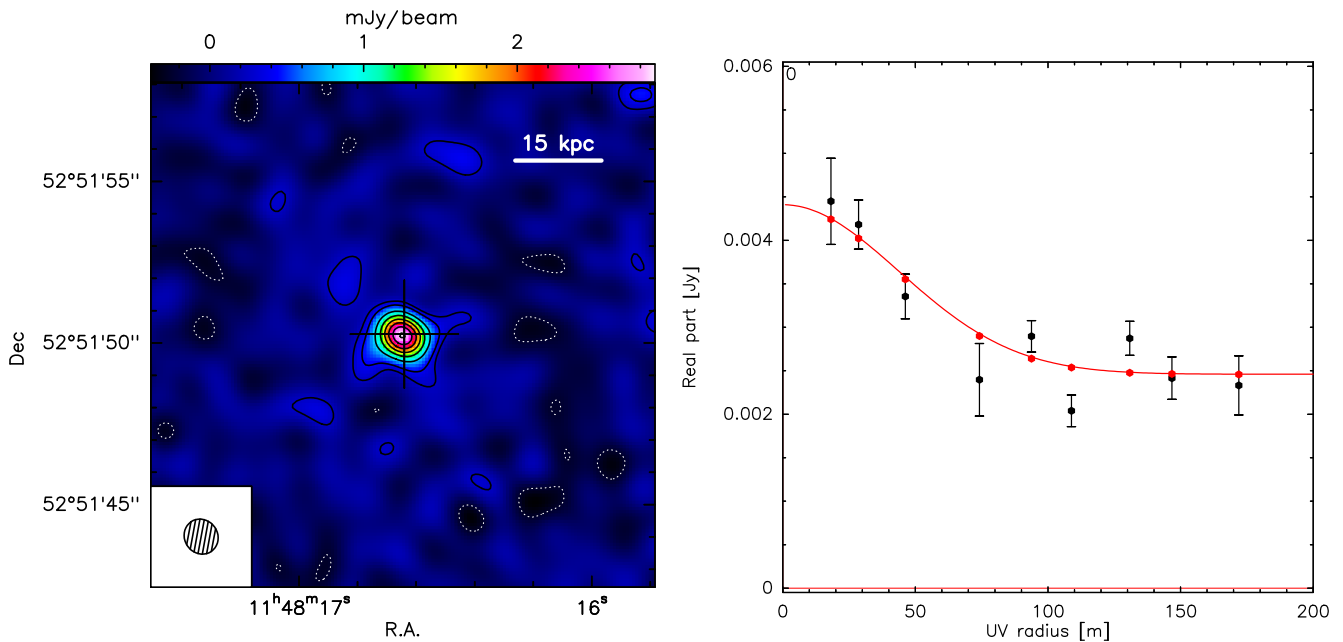 mJy/beam
0 1 2
15 kpc
52°51'55"
52°51'50"
52°51'45"
Dec
11ʰ48ᵐ17ˢ 16ˢ
R.A.
0.006
0.004
0.002
0
0
Real part [Jy]
0 50 100 150 200
UV radius [m]